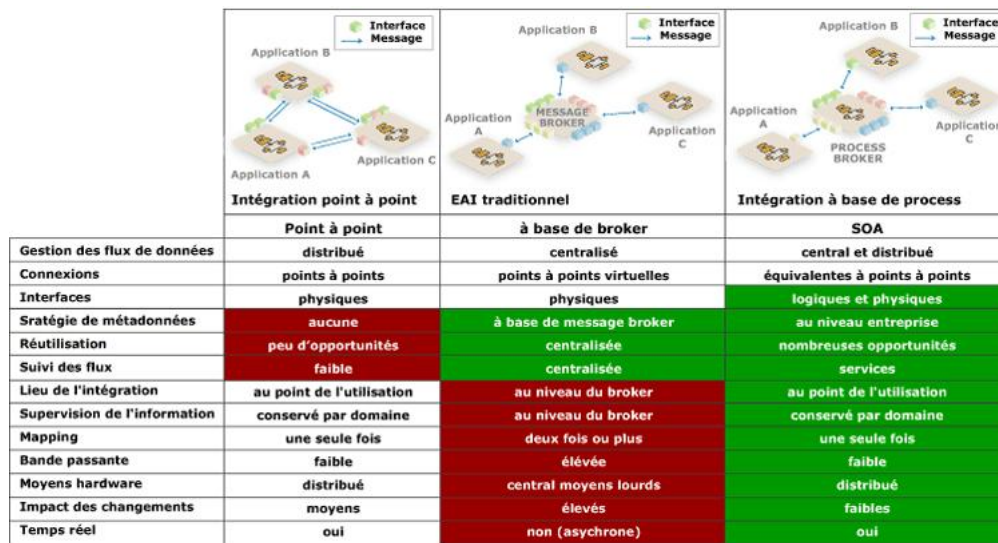 Interface
Message
Application B
Application A
Application C
Intégration point à point
Interface
Message
Application B
MESSAGE
BROKER
Application
A
Application
C
EAI traditionnel
Interface
Message
Application B
Application
A
Application
C
PROCESS
BROKER
Intégration à base de process
Point à point à base de broker SOA
Gestion des flux de données distribué centralisé central et distribué
Connexions points à points points à points virtuelles équivalentes à points à points
Interfaces physiques physiques logiques et physiques
Sratégie de métadonnées aucune à base de message broker au niveau entreprise
Réutilisation peu d'opportunités centralisée nombreuses opportunités
Suivi des flux faible centralisée services
Lieu de l'intégration au point de l'utilisation au niveau du broker au point de l'utilisation
Supervision de l'information conservé par domaine au niveau du broker conservé par domaine
Mapping une seule fois deux fois ou plus une seule fois
Bande passante faible élévée faible
Moyens hardware distribué central moyens lourds distribué
Impact des changements moyens élevés faibles
Temps réel oui non (asychrone) oui